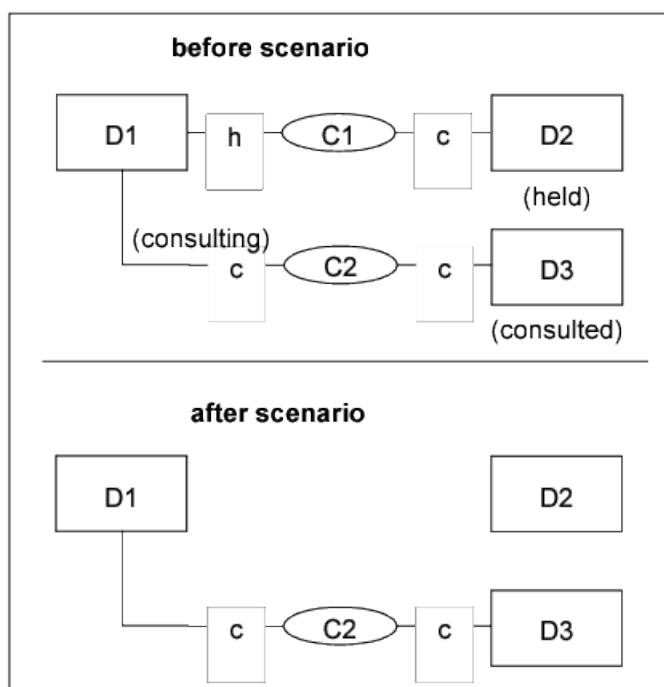 before scenario
D1 h C1 c D2
(held)
(consulting)
c C2 c D3
(consulted)
after scenario
D1 D2
c C2 c D3